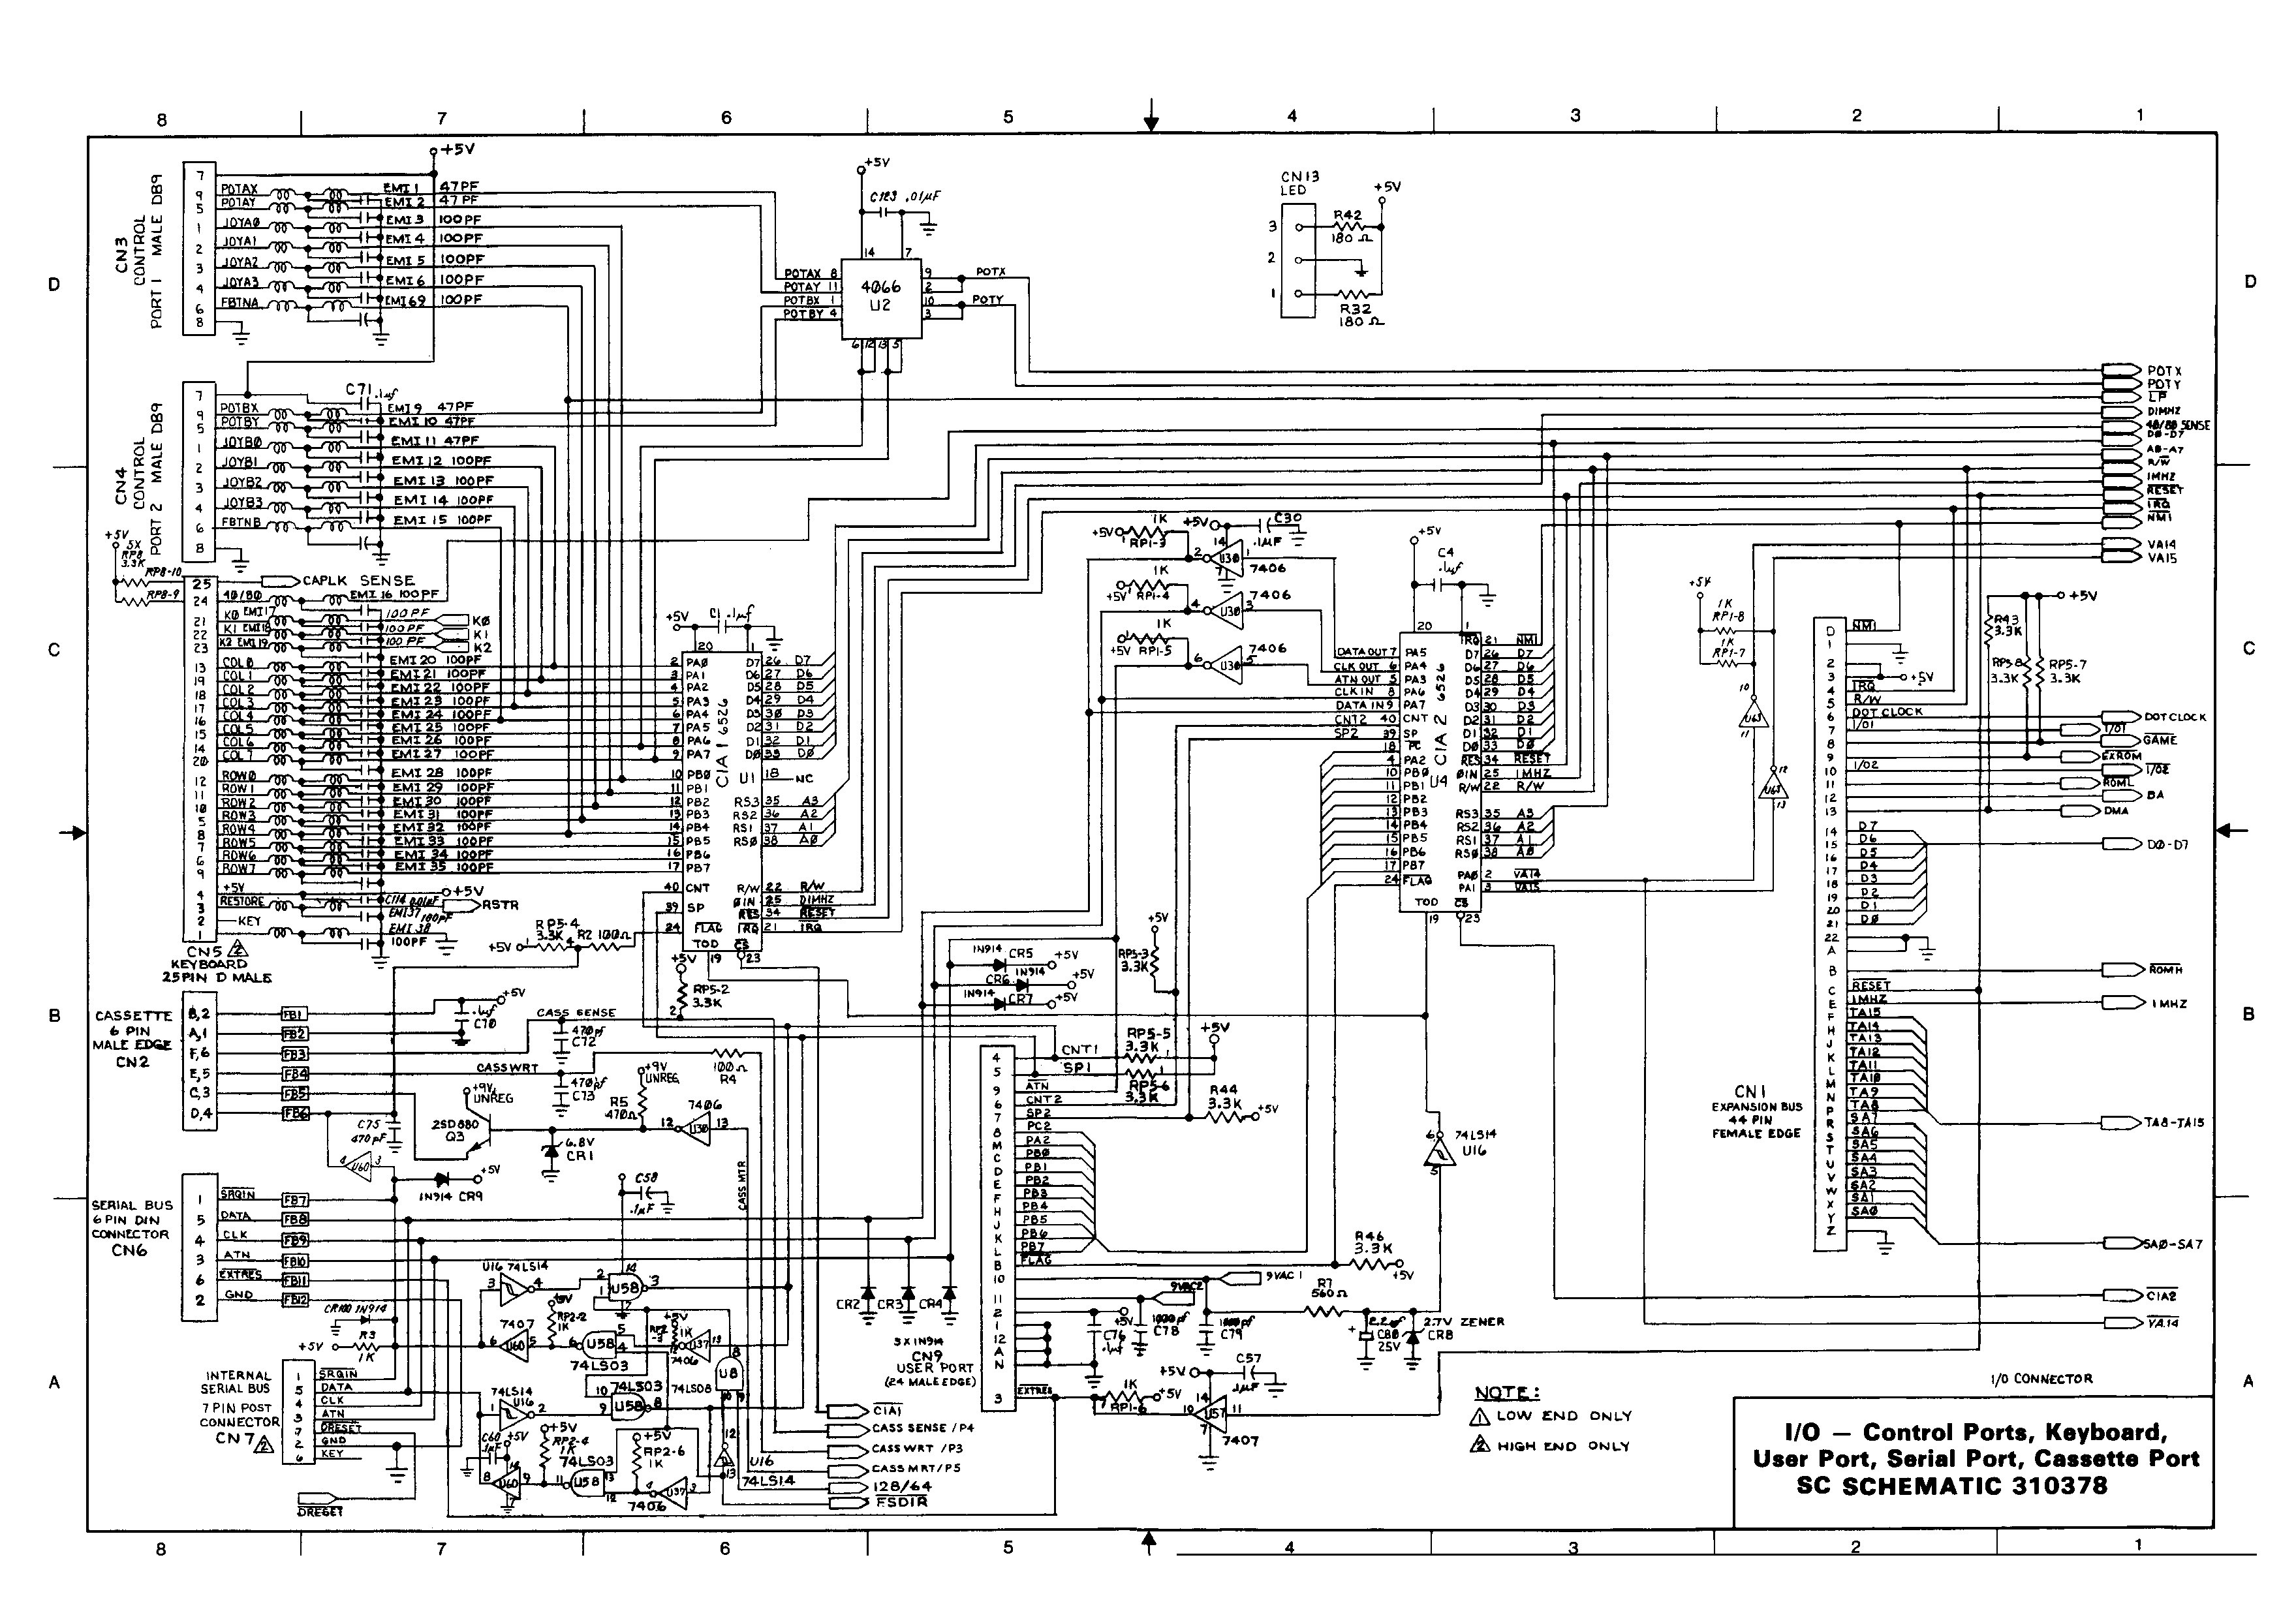 8 7 6 5 4 3 2 1
D
C
B
A
CN3
CONTROL
PORT 1 MALE DB9
7
9 POTAX EMI 1 47PF
5 POTAY EMI 2 47PF
1 JOYA0 EMI 3 100PF
2 JOYA1 EMI 4 100PF
3 JOYA2 EMI 5 100PF
4 JOYA3 EMI 6 100PF
6 FBTNA EMI69 100PF
8
+5V
CN4
CONTROL
PORT 2 MALE DB9
7 C71 .1uf
9 POTBX EMI 9 47PF
5 POTBY EMI 10 47PF
1 JOYB0 EMI 11 47PF
2 JOYB1 EMI 12 100PF
3 JOYB2 EMI 13 100PF
4 JOYB3 EMI 14 100PF
6 FBTNB EMI 15 100PF
8
+5V
5X
RP8
3.3K
RP8-10
RP8-9
25 CAPLK SENSE
24 40/80 EMI 16 100PF
21 K0 EMI17 100PF K0
22 K1 EMI18 100PF K1
23 K2 EMI19 100PF K2
13 COL0 EMI 20 100PF
19 COL1 EMI 21 100PF
18 COL2 EMI 22 100PF
17 COL3 EMI 23 100PF
16 COL4 EMI 24 100PF
15 COL5 EMI 25 100PF
14 COL6 EMI 26 100PF
20 COL7 EMI 27 100PF
12 ROW0 EMI 28 100PF
11 ROW1 EMI 29 100PF
10 ROW2 EMI 30 100PF
5 ROW3 EMI 31 100PF
8 ROW4 EMI 32 100PF
7 ROW5 EMI 33 100PF
6 ROW6 EMI 34 100PF
9 ROW7 EMI 35 100PF
4 +5V +5V
3 RESTORE C114 0.01uF RSTR
2 KEY EMI37 100PF
1 EMI 38
100PF
CN5 2
KEYBOARD
25PIN D MALE
+5V
C123 .01µF
14 7
POTAX 8
POTAY 11
POTBX 1
POTBY 4
4066
U2
9
2
10
3
POTX
POTY
6 12 13 5
CN13
LED
3
2
1
+5V
R42
180 Ω
R32
180 Ω
POTX
POTY
LP
DIMHZ
40/80 SENSE
D0-D7
A0-A7
R/W
1MHZ
RESET
IRQ
NMI
VA14
VA15
+5V C1 .1µf
20 1
CIA 1 6526
U1
2 PA0 D7 26 D7
3 PA1 D6 27 D6
4 PA2 D5 28 D5
5 PA3 D4 29 D4
6 PA4 D3 30 D3
7 PA5 D2 31 D2
8 PA6 D1 32 D1
9 PA7 D0 33 D0
10 PB0 18 NC
11 PB1
12 PB2 RS3 35 A3
13 PB3 RS2 36 A2
14 PB4 RS1 37 A1
15 PB5 RS0 38 A0
16 PB6
17 PB7
40 CNT R/W 22 R/W
39 SP ØIN 25 DIMHZ
RES 34 RESET
24 FLAG IRQ 21 IRQ
TOD CS
19 23
RP5-4
+5V 3.3K 4 R2 100Ω
+5V
RP5-2
3.3K
2
+5V 1K RP1-3 2 U30 1 7406
+5V 14 7 C30 .1MF
+5V 1K RP1-4 4 U30 3 7406
+5V 1K RP1-5 6 U30 5 7406
+5V
C4
.1uf
20 1
CIA 2 6526
U4
DATA OUT 7 PA5 IRQ 21 NMI
CLK OUT 6 PA4 D7 26 D7
ATN OUT 5 PA3 D6 27 D6
CLK IN 8 PA6 D5 28 D5
DATA IN 9 PA7 D4 29 D4
CNT2 40 CNT D3 30 D3
SP2 39 SP D2 31 D2
18 PC D1 32 D1
4 PA2 D0 33 D0
10 PB0 RES 34 RESET
11 PB1 ØIN 25 1MHZ
12 PB2 R/W 22 R/W
13 PB3 RS3 35 A3
14 PB4 RS2 36 A2
15 PB5 RS1 37 A1
16 PB6 RS0 38 A0
17 PB7
24 FLAG PA0 2 VA14
PA1 3 VA15
TOD CS
19 23
+5V
1K
RP1-8
1K
RP1-7
10
U63
11
12
U63
13
R43
3.3K
RP5-8
3.3K
RP5-7
3.3K
+5V
D NMI
1
2
3 +5V
4 IRQ
5 R/W
6 DOT CLOCK DOT CLOCK
7 I/O1 I/O1
8 GAME
9 EXROM
10 I/O2 I/O2
11 ROML
12 BA
13 DMA
14 D7
15 D6 D0-D7
16 D5
17 D4
18 D3
19 D2
20 D1
21 D0
22
A
B ROMH
C RESET
E 1MHZ 1MHZ
F TA15
H TA14
J TA13
K TA12
L TA11
M TA10
N TA9
P TA8 TA8-TA15
R SA7
S SA6
T SA5
U SA4
V SA3
W SA2
X SA1
Y SA0
Z SA0-SA7
CN1
EXPANSION BUS
44 PIN
FEMALE EDGE
CIA2
VA14
CASSETTE
6 PIN
MALE EDGE
CN2
B,2 FB1
A,1 FB2
F,6 FB3
E,5 FB4
C,3 FB5
D,4 FB6
+5V
.1uf
C70
CASS SENSE
470pf
C72
CASSWRT
470pf
C73
100Ω
R4
+9V
UNREG
+9V
UNREG
R5
470Ω
7406
12 U30 13
2SD880
Q3
6.8V
CR1
C75
470PF
4 U60 3
+5V
1N914 CR9
CASS MTR
SERIAL BUS
6 PIN DIN
CONNECTOR
CN6
1 SRQIN FB7
5 DATA FB8
4 CLK FB9
3 ATN FB10
6 EXTRES FB11
2 GND FB12
CR100 1N914
+5V R3
1K
INTERNAL
SERIAL BUS
7 PIN POST
CONNECTOR
CN7 2
1 SRQIN
5 DATA
4 CLK
3 ATN
7 DRESET
2 GND
6 KEY
DRESET
C58
.1µF
U16 74LS14
3 4
2 1 14 U58 3
7
+5V
RP2-2
1K
7407
6 U60 5
6 U58 5 4
74LS03
1K
12 U37 13
7406
U8
74LS08
8
74LS14
U16
1 2
10 74LS03
9 U58 8
C60
.1µF
+5V
+5V
RP2-4
1K
74LS03
8 U60
14
7
11 U58 13 12
+5V
RP2-6
1K
4 U37 3
7406
12
13
U16
74LS14
CIA1
CASS SENSE /P4
CASS WRT /P3
CASS MRT/P5
128/64
FSDIR
1N914 CR5 +5V
CR6 1N914 +5V
1N914 CR7 +5V
CR2 CR3 CR4
3 X 1N914
CN9
USER PORT
(24 MALE EDGE)
+5V
RP5-3
3.3K
RP5-5
3.3K
+5V
RP5-6
3.3K
R44
3.3K
+5V
4 CNT1
5 SP1
9 ATN
6 CNT2
7 SP2
8 PC2
M PA2
C PB0
D PB1
E PB2
F PB3
H PB4
J PB5
K PB6
L PB7
B FLAG
10 9VAC 1
11 9VAC2
2
1
12
A
N
3 EXTRES
+5V
C76
.1µf
1000 pf
C78
C79
R46
3.3K
+5V
R7
560Ω
C80
25V
2.7V ZENER
CR8
6 74LS14
U16
5
1K
RP1-6
+5V
+5V
C57
.1MF
14
10 U57 11
7
7407
NOTE:
1 LOW END ONLY
2 HIGH END ONLY
I/O CONNECTOR
I/O – Control Ports, Keyboard,
User Port, Serial Port, Cassette Port
SC SCHEMATIC 310378
8 7 6 5 4 3 2 1